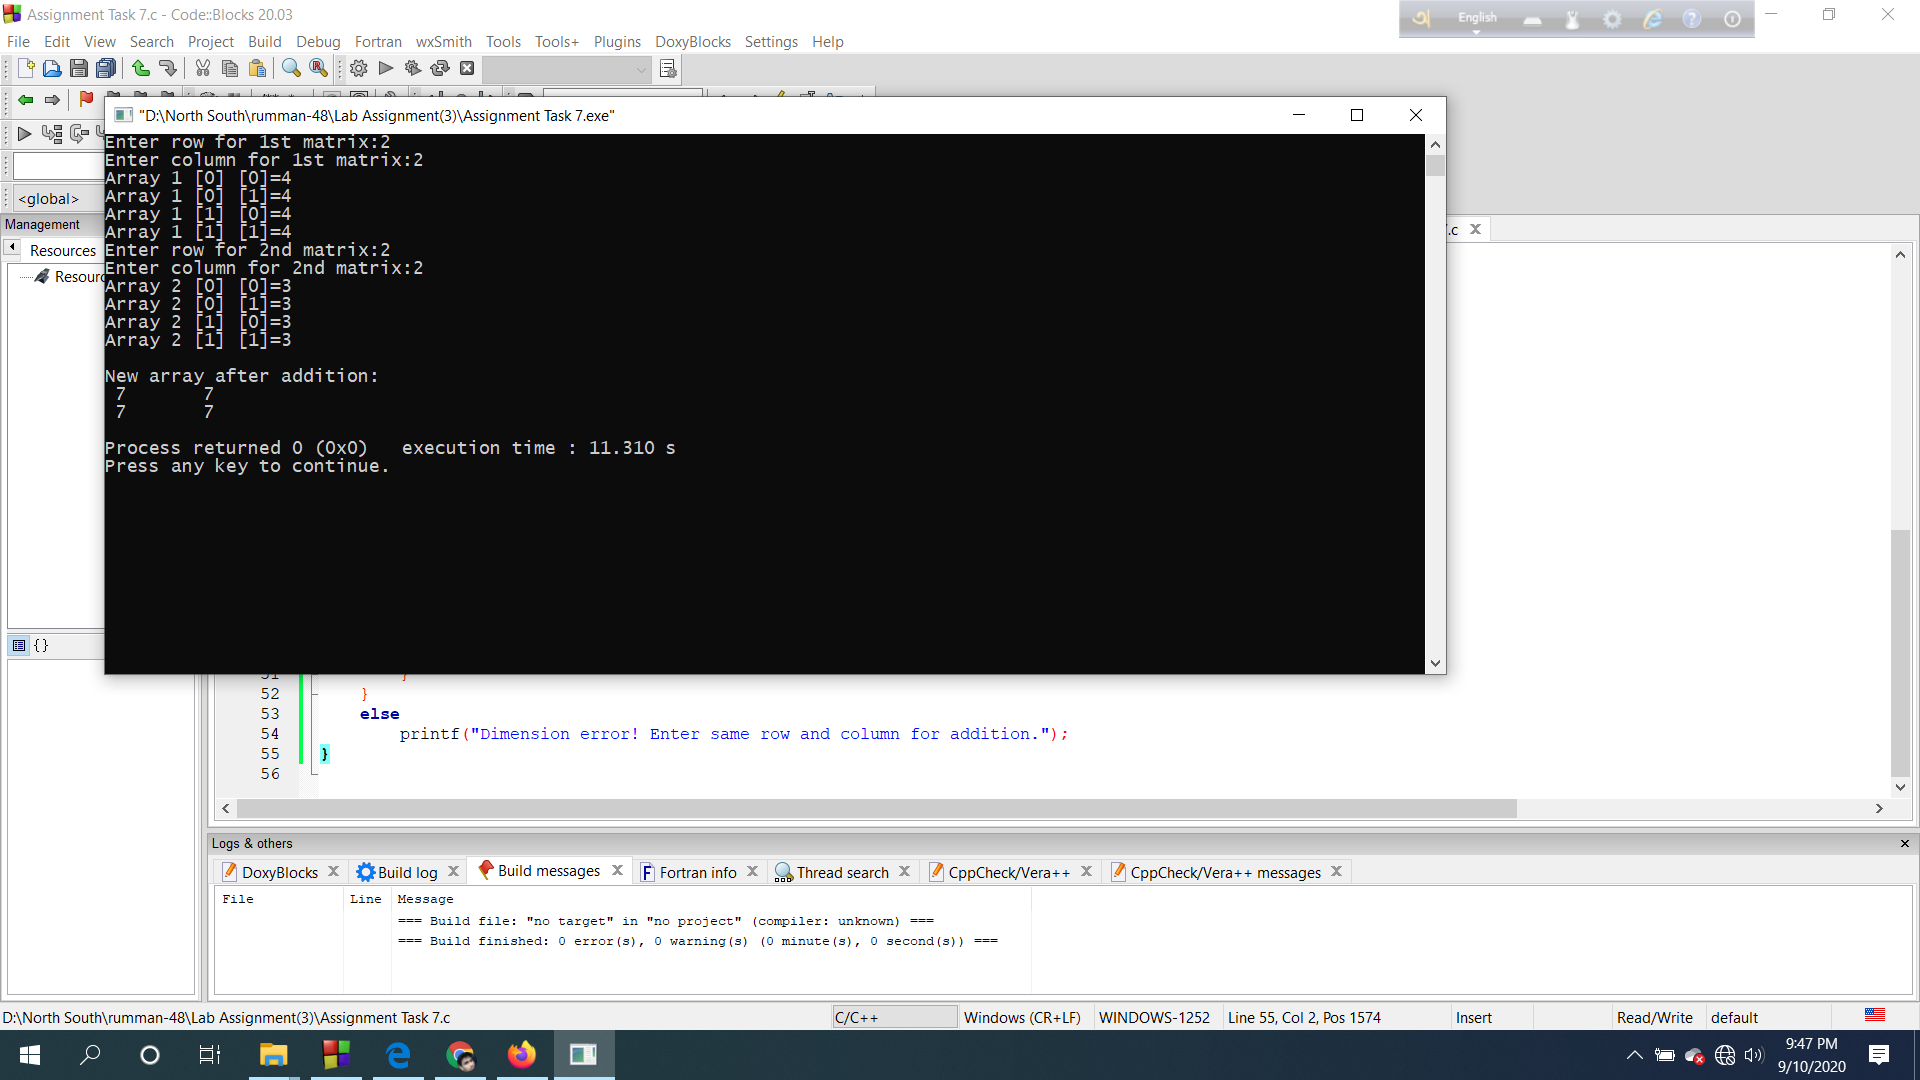 Assignment Task 7.c - Code::Blocks 20.03
English
File Edit View Search Project Build Debug Fortran wxSmith Tools Tools+ Plugins DoxyBlocks Settings Help
"D:\North South\rumman-48\Lab Assignment(3)\Assignment Task 7.exe"
Enter row for 1st matrix:2
Enter column for 1st matrix:2
Array 1 [0] [0]=4
Array 1 [0] [1]=4
Array 1 [1] [0]=4
Array 1 [1] [1]=4
Enter row for 2nd matrix:2
Enter column for 2nd matrix:2
Array 2 [0] [0]=3
Array 2 [0] [1]=3
Array 2 [1] [0]=3
Array 2 [1] [1]=3
New array after addition:
7 7
7 7
Process returned 0 (0x0) execution time : 11.310 s
Press any key to continue.
<global>
Management
Resources
.c
{}
52 }
53 else
54 printf("Dimension error! Enter same row and column for addition.");
55 }
56
Logs & others
DoxyBlocks Build log Build messages Fortran info Thread search CppCheck/Vera++ CppCheck/Vera++ messages
File Line Message
=== Build file: "no target" in "no project" (compiler: unknown) ===
=== Build finished: 0 error(s), 0 warning(s) (0 minute(s), 0 second(s)) ===
D:\North South\rumman-48\Lab Assignment(3)\Assignment Task 7.c C/C++ Windows (CR+LF) WINDOWS-1252 Line 55, Col 2, Pos 1574 Insert Read/Write default
9:47 PM
9/10/2020